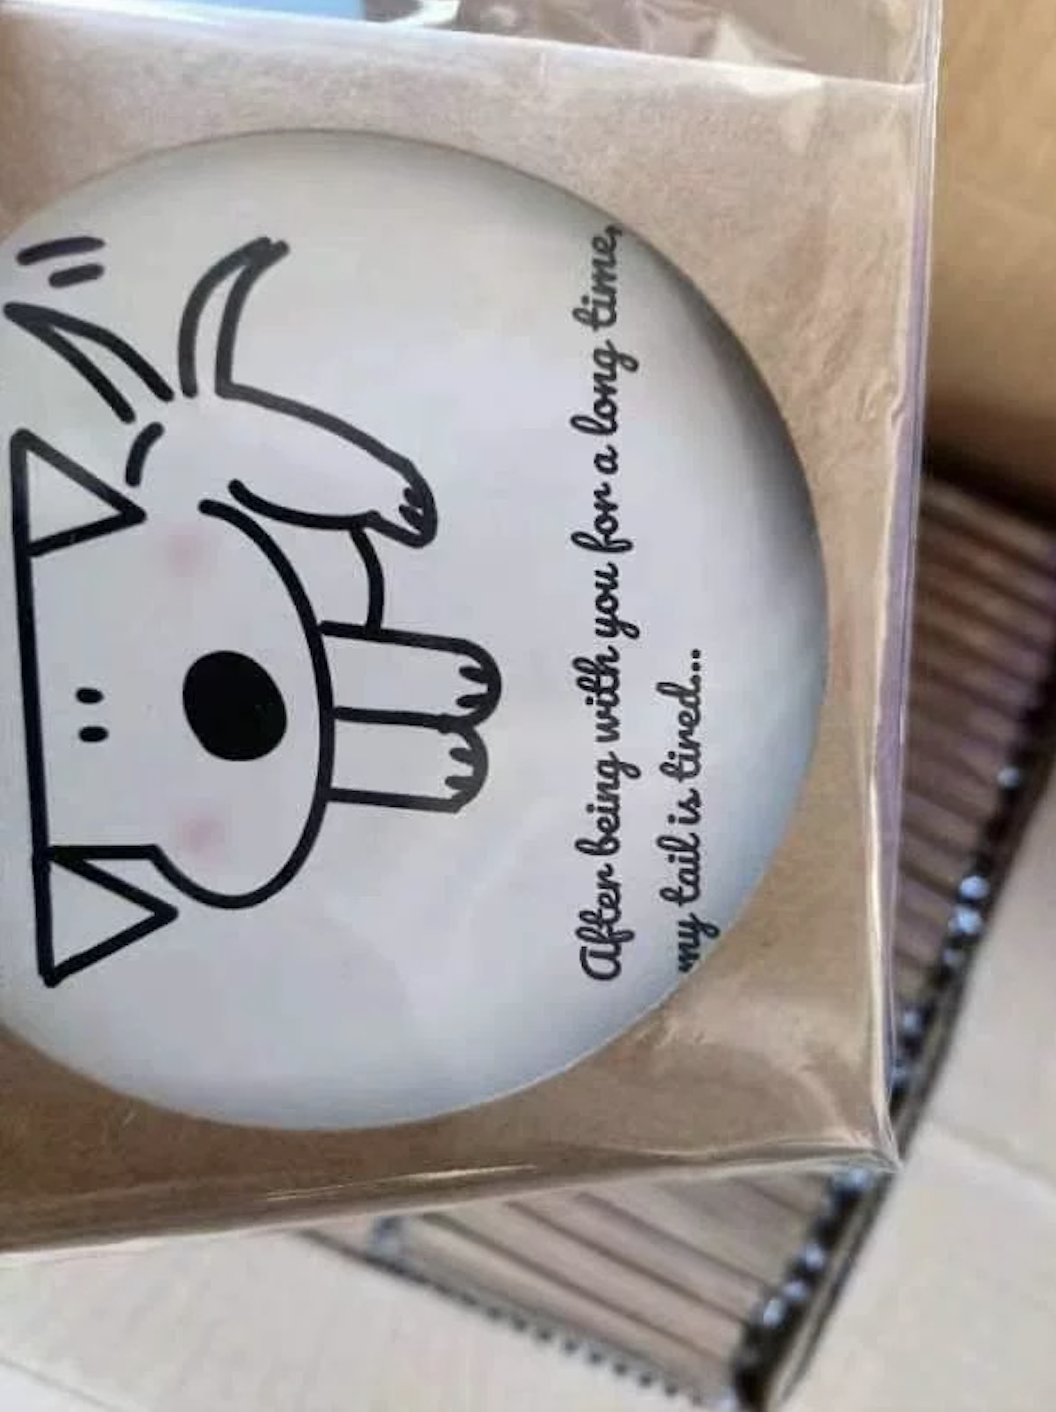 After being with you for a long time,
my tail is tired...